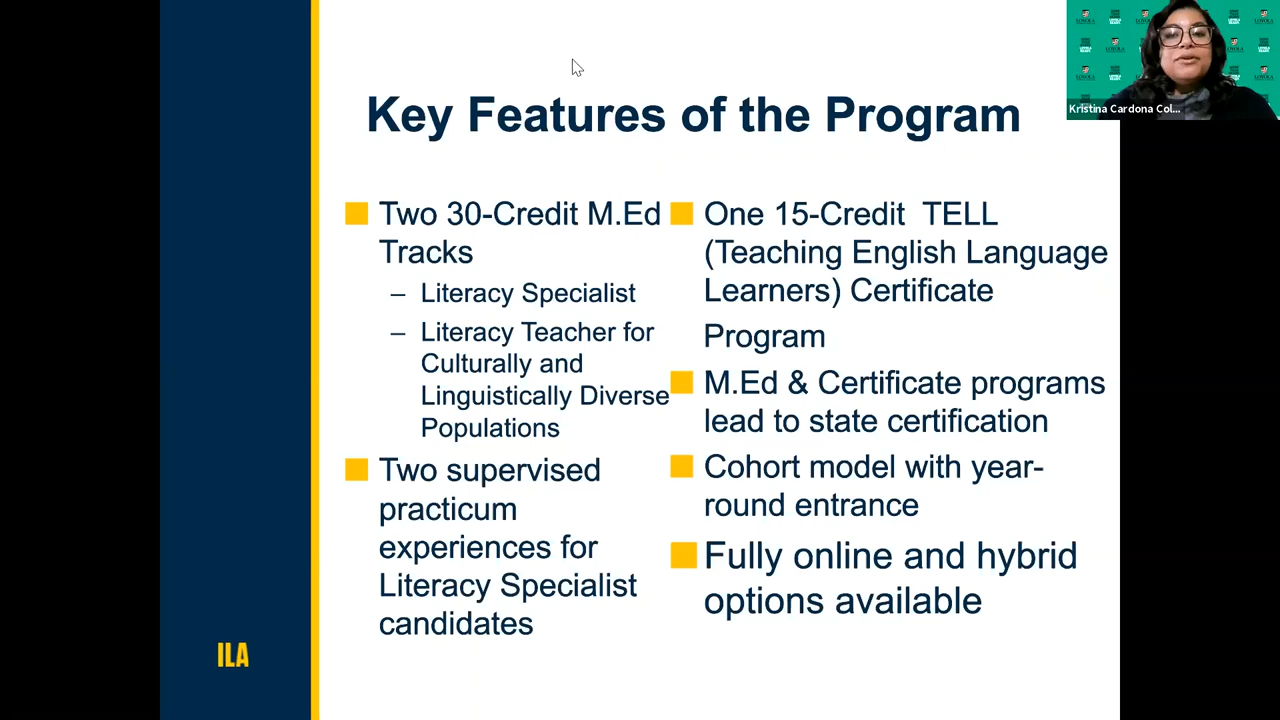 Key Features of the Program
Two 30-Credit M.Ed
Tracks
– Literacy Specialist
– Literacy Teacher for
Culturally and
Linguistically Diverse
Populations
Two supervised
practicum
experiences for
Literacy Specialist
candidates
One 15-Credit TELL
(Teaching English Language
Learners) Certificate
Program
M.Ed & Certificate programs
lead to state certification
Cohort model with year-
round entrance
Fully online and hybrid
options available
ILA
Kristina Cardona Col...
LOYOLA